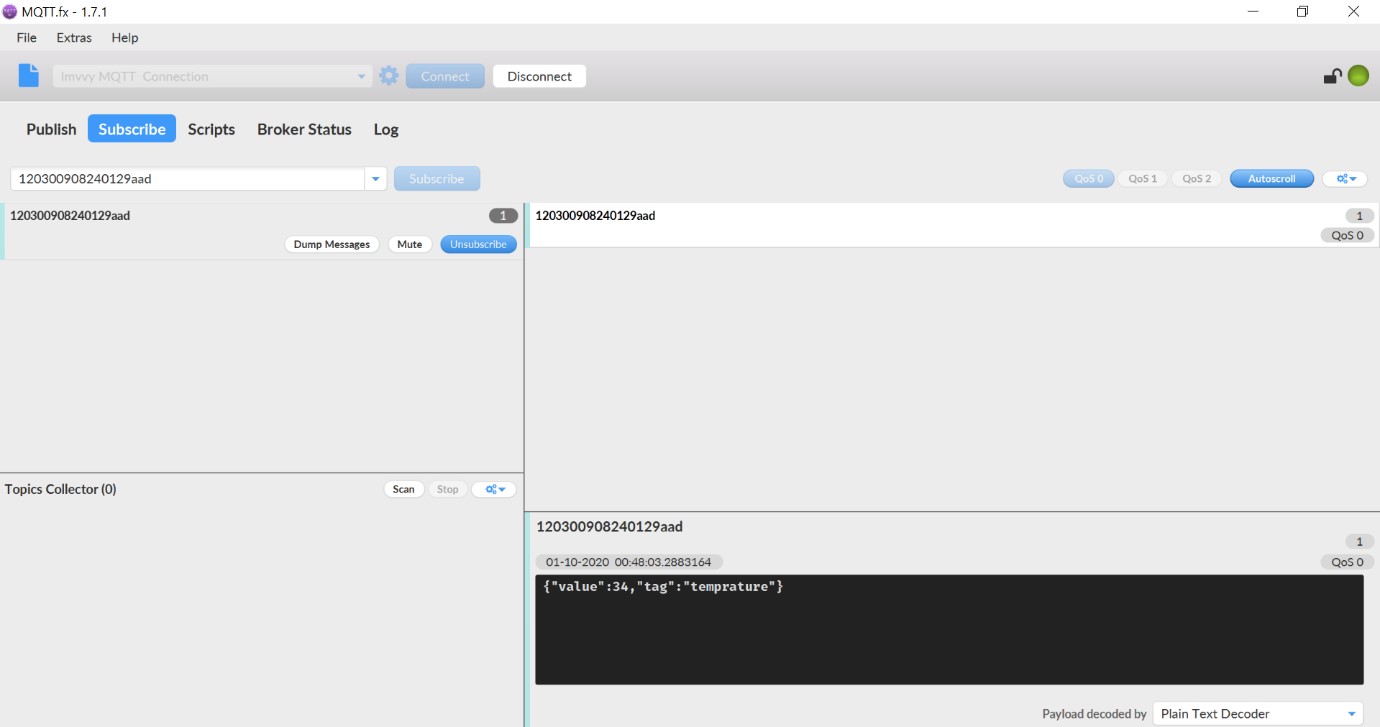 MQTT.fx - 1.7.1
File Extras Help
Imvvy MQTT Connection Connect Disconnect
Publish Subscribe Scripts Broker Status Log
120300908240129aad Subscribe QoS 0 QoS 1 QoS 2 Autoscroll
120300908240129aad 1
Dump Messages Mute Unsubscribe
120300908240129aad 1
QoS 0
Topics Collector (0) Scan Stop
120300908240129aad
1
01-10-2020 00:48:03.2883164 QoS 0
{"value":34,"tag":"temprature"}
Payload decoded by Plain Text Decoder